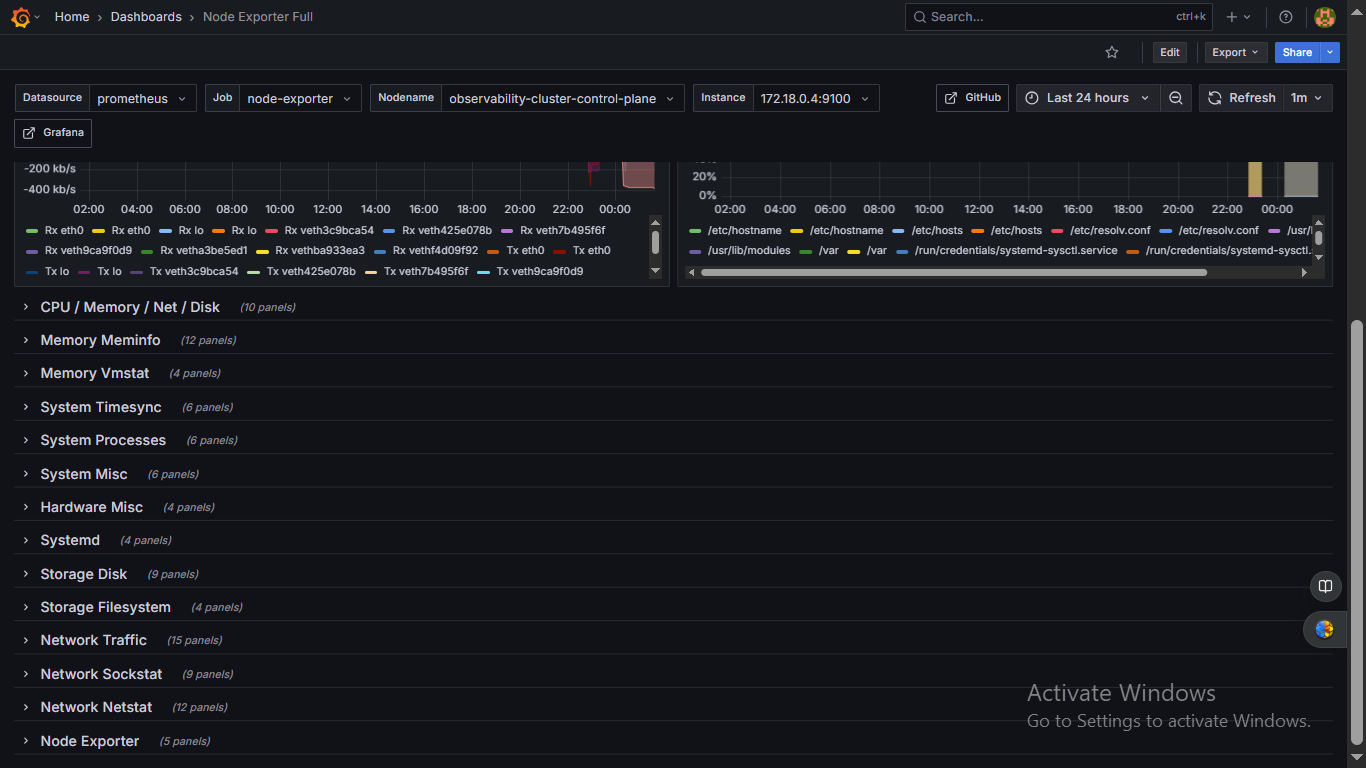 Home › Dashboards › Node Exporter Full
Search... ctrl+k
Edit Export Share
Datasource prometheus Job node-exporter Nodename observability-cluster-control-plane Instance 172.18.0.4:9100 GitHub Last 24 hours Refresh 1m
Grafana
-200 kb/s
-400 kb/s
02:00 04:00 06:00 08:00 10:00 12:00 14:00 16:00 18:00 20:00 22:00 00:00
Rx eth0 Rx eth0 Rx lo Rx lo Rx veth3c9bca54 Rx veth425e078b Rx veth7b495f6f
Rx veth9ca9f0d9 Rx vetha3be5ed1 Rx vethba933ea3 Rx vethf4d09f92 Tx eth0 Tx eth0
Tx lo Tx lo Tx veth3c9bca54 Tx veth425e078b Tx veth7b495f6f Tx veth9ca9f0d9
20%
0%
02:00 04:00 06:00 08:00 10:00 12:00 14:00 16:00 18:00 20:00 22:00 00:00
/etc/hostname /etc/hostname /etc/hosts /etc/hosts /etc/resolv.conf /etc/resolv.conf
/usr/lib/modules /var /var /run/credentials/systemd-sysctl.service /run/credentials/systemd-sysctl.
CPU / Memory / Net / Disk (10 panels)
Memory Meminfo (12 panels)
Memory Vmstat (4 panels)
System Timesync (6 panels)
System Processes (6 panels)
System Misc (6 panels)
Hardware Misc (4 panels)
Systemd (4 panels)
Storage Disk (9 panels)
Storage Filesystem (4 panels)
Network Traffic (15 panels)
Network Sockstat (9 panels)
Network Netstat (12 panels)
Node Exporter (5 panels)
Activate Windows
Go to Settings to activate Windows.